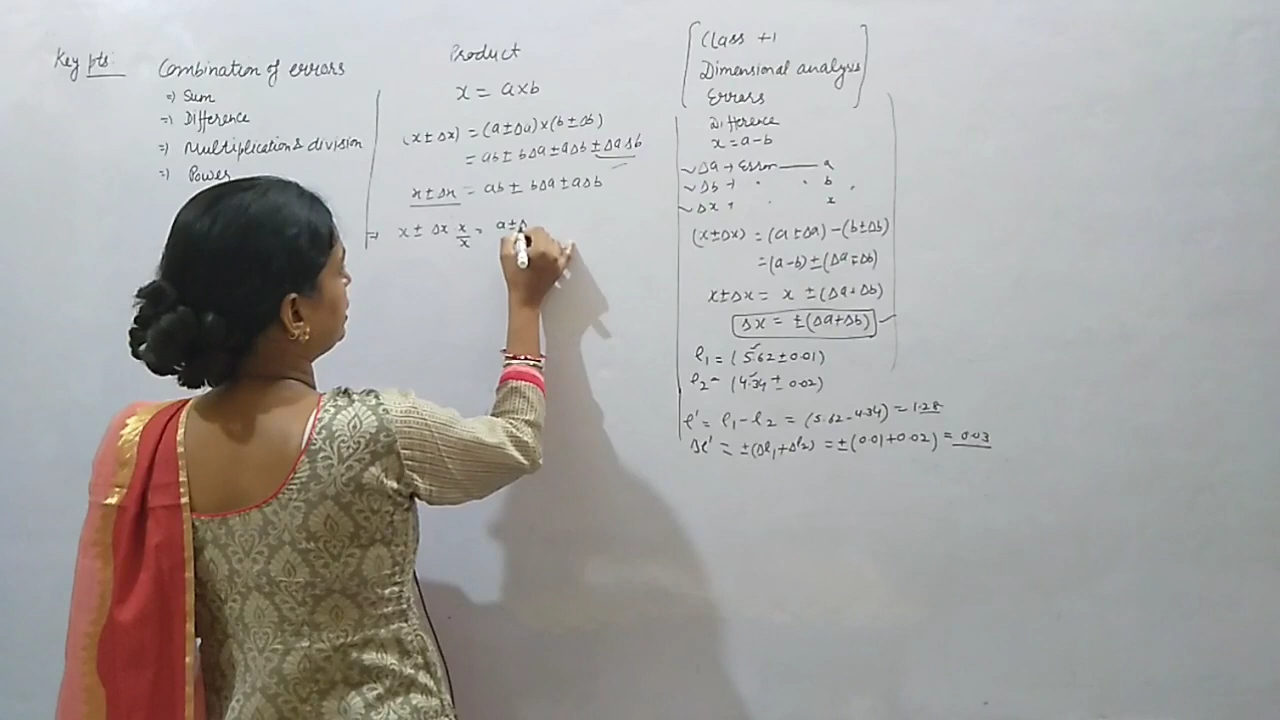 Key pts:
Combination of errors
=) Sum
=) Difference
=) Multiplication & division
=) Power
Product
x = a×b
(x ± Δx) = (a ± Δa) × (b ± Δb)
= ab ± bΔa ± aΔb ± ΔaΔb
x ± Δx = ab ± bΔa ± aΔb
=) x ± Δx x/x = a ± Δ
Class +1
Dimensional analysis
Errors
Difference
x = a-b
~ Δa → Error —— a
~ Δb → " " b
~ Δx → " x
(x ± Δx) = (a ± Δa) - (b ± Δb)
= (a-b) ± (Δa ∓ Δb)
x ± Δx = x ± (Δa + Δb)
Δx = ±(Δa+Δb)
l₁ = (5.62 ± 0.01)
l₂ = (4.34 ± 0.02)
l' = l₁ - l₂ = (5.62 - 4.34) = 1.28
Δl' = ±(Δl₁ + Δl₂) = ±(0.01+0.02) = 0.03